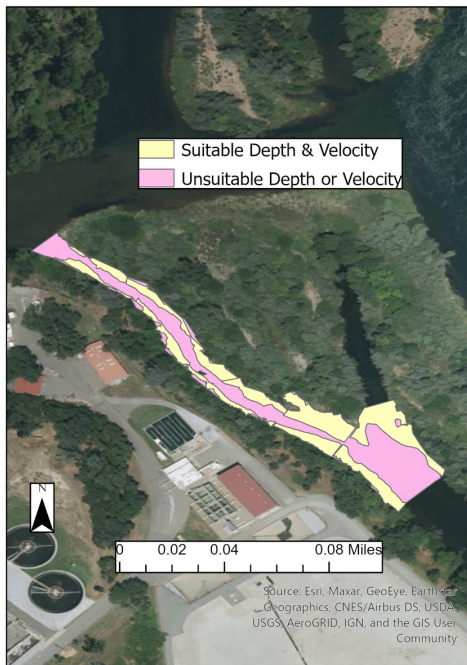 Suitable Depth & Velocity
Unsuitable Depth or Velocity
N
0 0.02 0.04 0.08 Miles
Source: Esri, Maxar, GeoEye, Earthstar
Geographics, CNES/Airbus DS, USDA,
USGS, AeroGRID, IGN, and the GIS User
Community